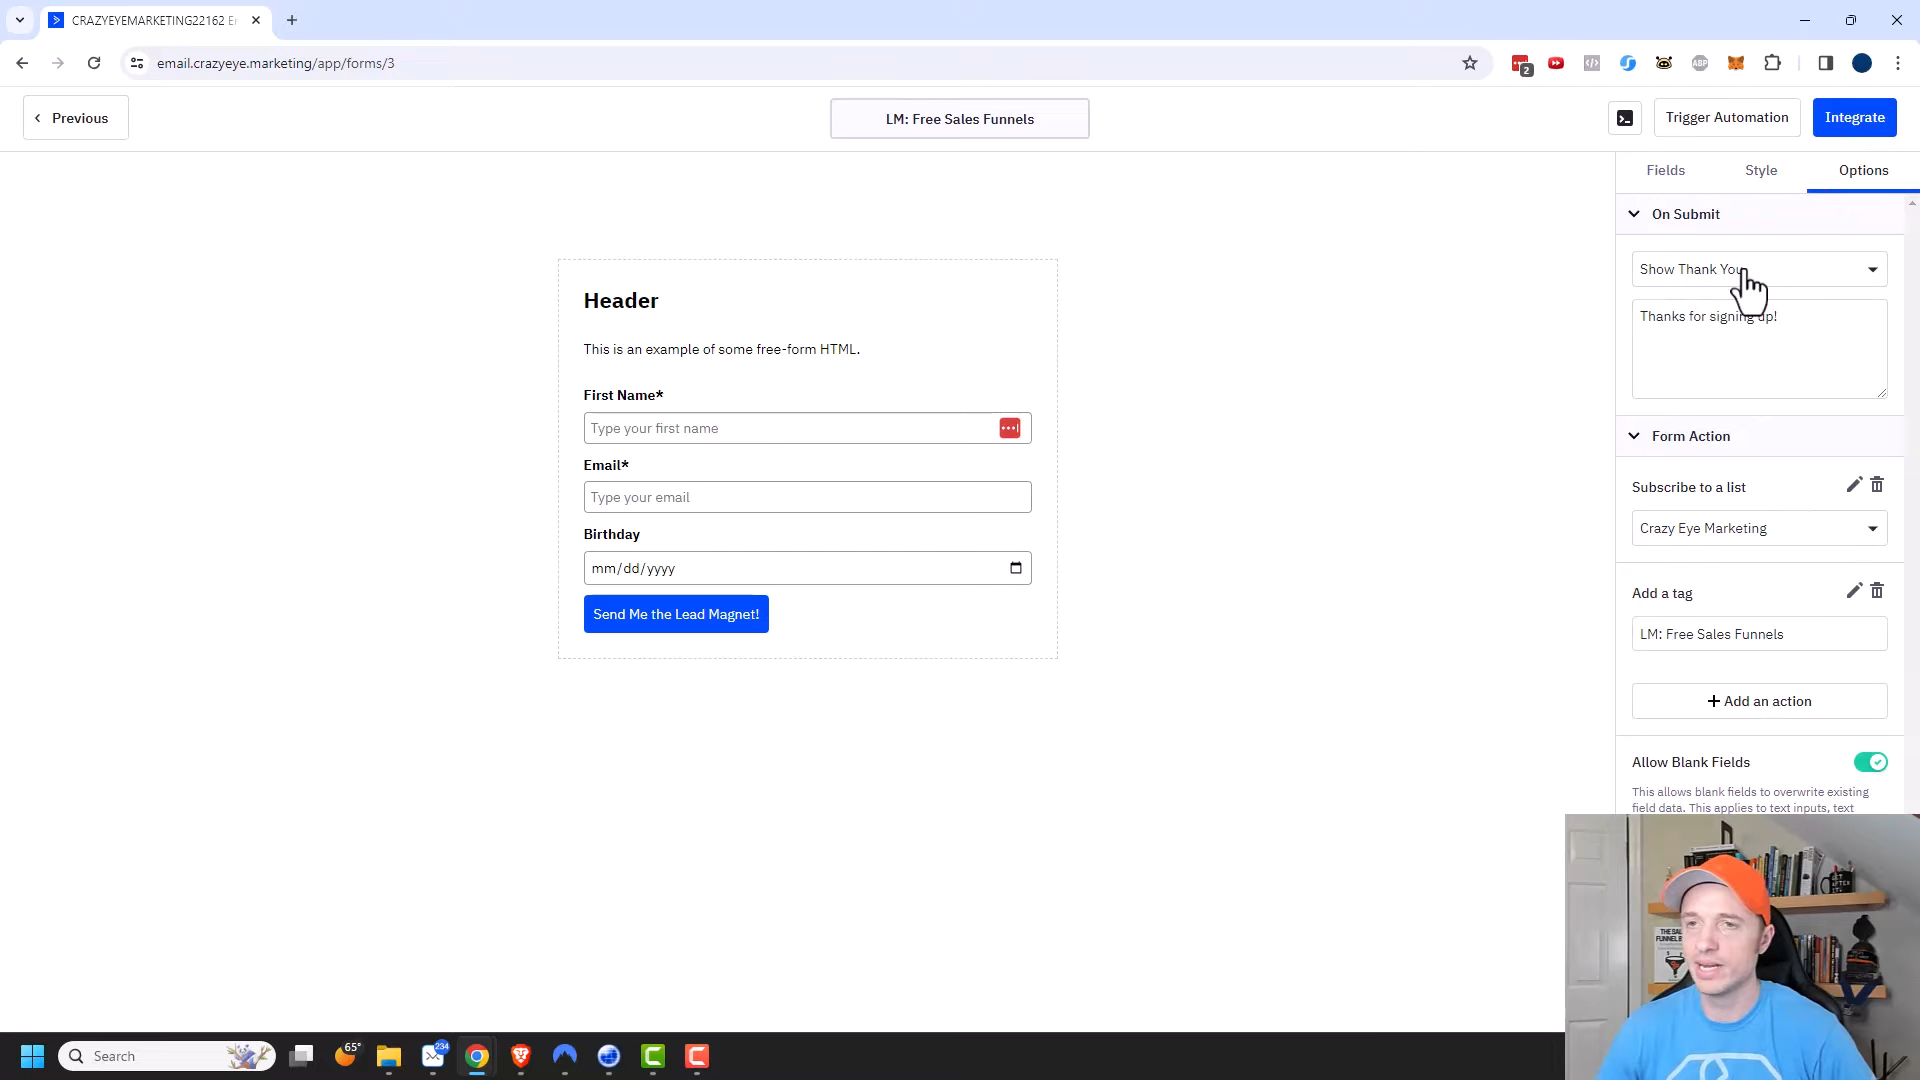 CRAZYEYEMARKETING22162 E
email.crazyeye.marketing/app/forms/3
2
ABP
Previous
LM: Free Sales Funnels
Trigger Automation
Integrate
Fields
Style
Options
On Submit
Show Thank You
Thanks for signing up!
Form Action
Subscribe to a list
Crazy Eye Marketing
Add a tag
LM: Free Sales Funnels
+ Add an action
Allow Blank Fields
This allows blank fields to overwrite existing
field data. This applies to text inputs, text
Header
This is an example of some free-form HTML.
First Name*
Type your first name
Email*
Type your email
Birthday
mm/dd/yyyy
Send Me the Lead Magnet!
Search
65°
234